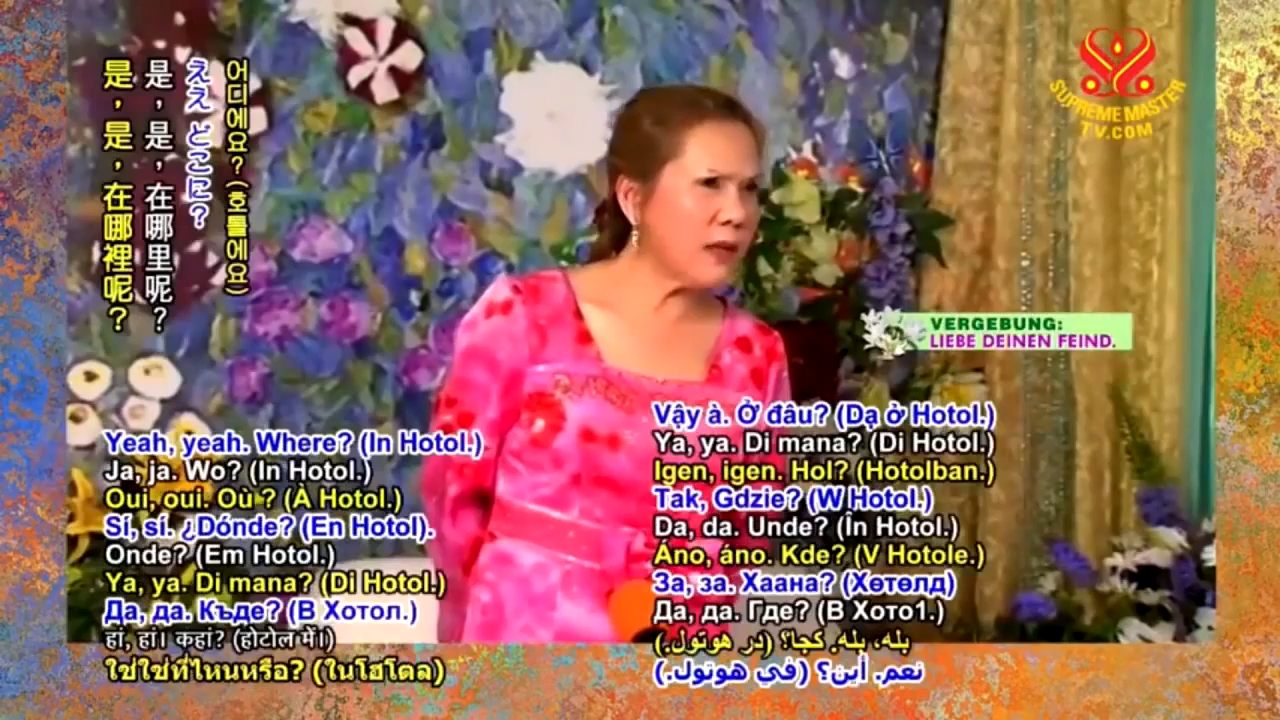 어디에요? (호틀에요)
ええ どこに?
是，是，在哪里呢？
是，是，在哪裡呢？
SUPREME MASTER
TV.COM
VERGEBUNG:
LIEBE DEINEN FEIND.
Yeah, yeah. Where? (In Hotol.)
Ja, ja. Wo? (In Hotol.)
Oui, oui. Où ? (À Hotol.)
Sí, sí. ¿Dónde? (En Hotol).
Onde? (Em Hotol.)
Ya, ya. Di mana? (Di Hotol.)
Да, да. Къде? (В Хотол.)
हां, हां। कहां? (होटोल में।)
ใช่ใช่ที่ไหนหรือ? (ในโฮโตล)
Vậy à. Ở đâu? (Dạ ở Hotol.)
Ya, ya. Di mana? (Di Hotol.)
Igen, igen. Hol? (Hotolban.)
Tak, Gdzie? (W Hotol.)
Da, da. Unde? (În Hotol.)
Áno, áno. Kde? (V Hotole.)
За, за. Хаана? (Хөтөлд)
Да, да. Где? (В Хото1.)
بله، بله. کجا؟ (در هوتول.)
نعم. أين؟ (في هوتول.)